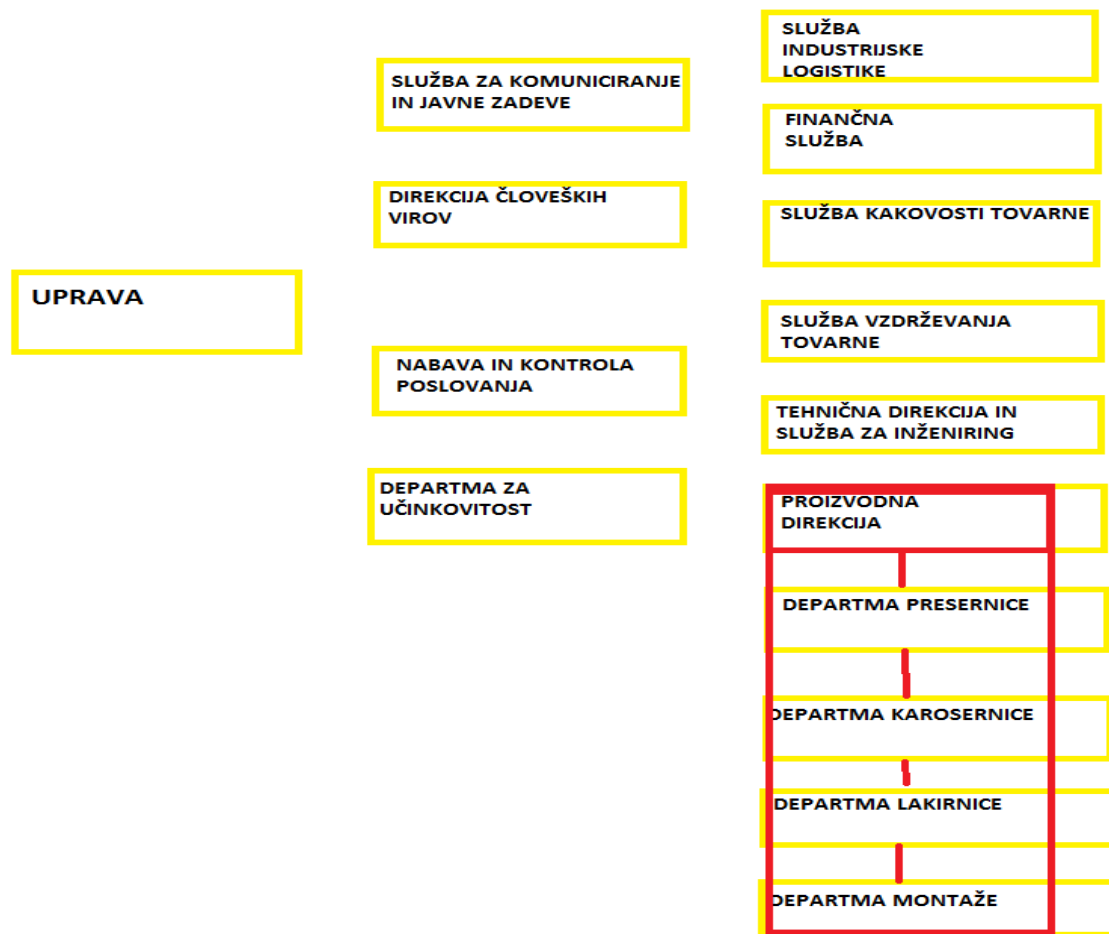 UPRAVA
SLUŽBA ZA KOMUNICIRANJE
IN JAVNE ZADEVE
DIREKCIJA ČLOVEŠKIH
VIROV
NABAVA IN KONTROLA
POSLOVANJA
DEPARTMA ZA
UČINKOVITOST
SLUŽBA
INDUSTRIJSKE
LOGISTIKE
FINANČNA
SLUŽBA
SLUŽBA KAKOVOSTI TOVARNE
SLUŽBA VZDRŽEVANJA
TOVARNE
TEHNIČNA DIREKCIJA IN
SLUŽBA ZA INŽENIRING
PROIZVODNA
DIREKCIJA
DEPARTMA PRESERNICE
DEPARTMA KAROSERNICE
DEPARTMA LAKIRNICE
DEPARTMA MONTAŽE